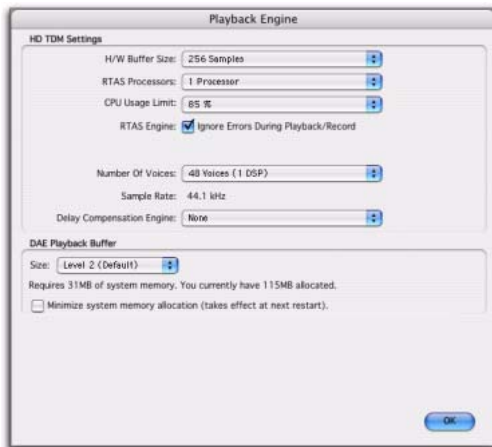 Playback Engine
HD TDM Settings
H/W Buffer Size: 256 Samples
RTAS Processors: 1 Processor
CPU Usage Limit: 85 %
RTAS Engine: Ignore Errors During Playback/Record
Number Of Voices: 48 Voices (1 DSP)
Sample Rate: 44.1 kHz
Delay Compensation Engine: None
DAE Playback Buffer
Size: Level 2 (Default)
Requires 31MB of system memory. You currently have 115MB allocated.
Minimize system memory allocation (takes effect at next restart).
OK